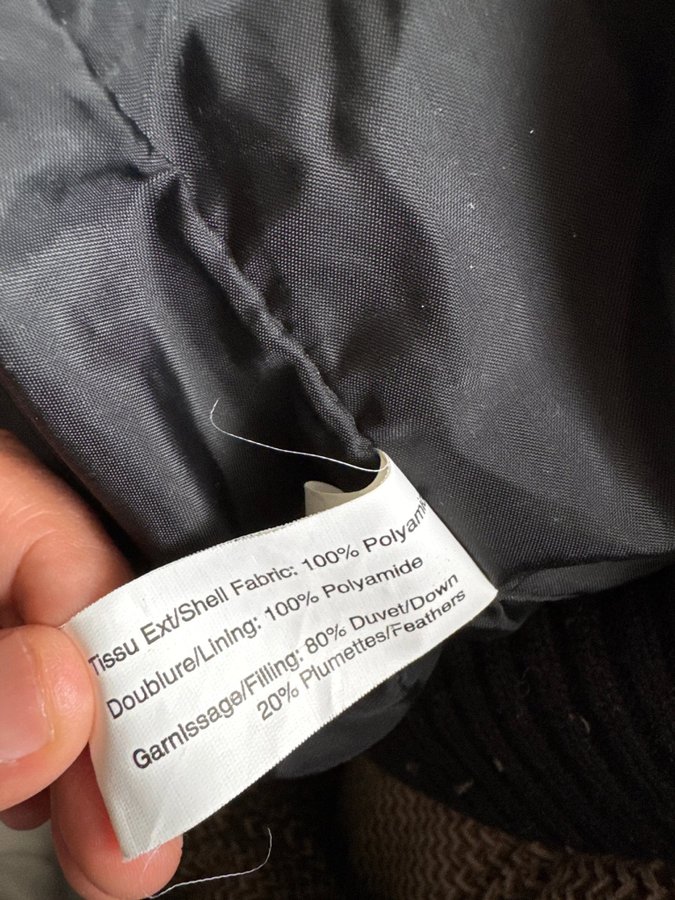 Tissu Ext/Shell Fabric: 100% Polyamide
Doublure/Lining: 100% Polyamide
Garnissage/Filling: 80% Duvet/Down
20% Plumettes/Feathers